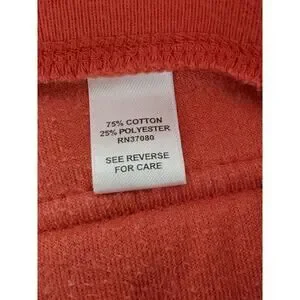 75% COTTON
25% POLYESTER
RN37080
SEE REVERSE
FOR CARE